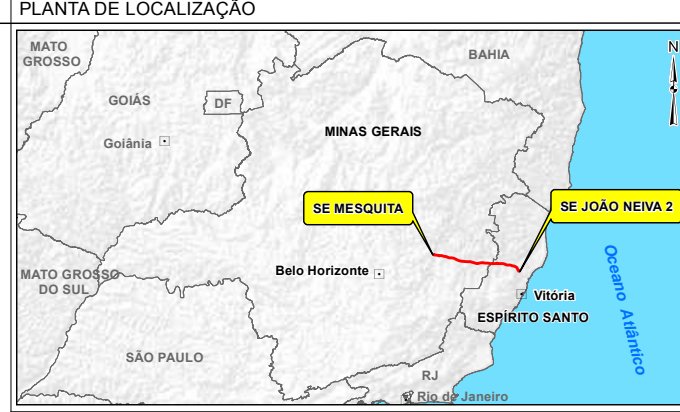 PLANTA DE LOCALIZAÇÃO
MATO
GROSSO
BAHIA
N
GOIÁS
DF
Goiânia
MINAS GERAIS
SE MESQUITA
SE JOÃO NEIVA 2
MATO GROSSO
DO SUL
Belo Horizonte
Vitória
ESPÍRITO SANTO
Oceano Atlântico
SÃO PAULO
RJ
Rio de Janeiro